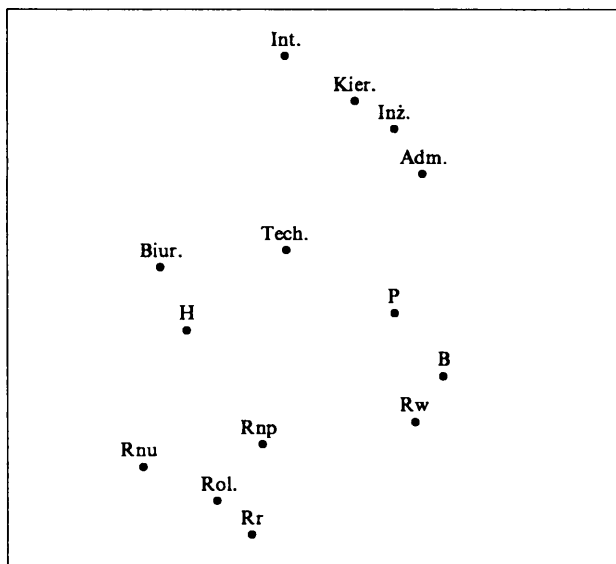 Int.
Kier.
Inż.
Adm.
Tech.
Biur.
P
H
B
Rw
Rnp
Rnu
Rol.
Rr